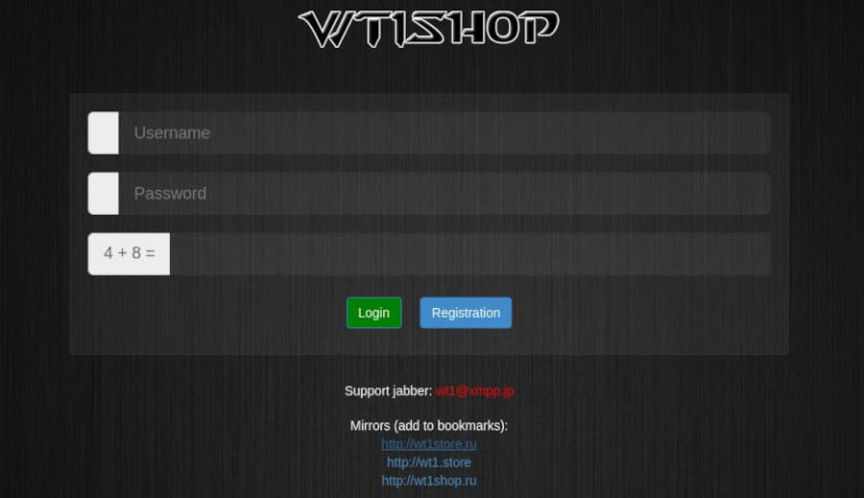 WT1SHOP
Username
Password
4 + 8 =
Login Registration
Support jabber: wt1@xmpp.jp
Mirrors (add to bookmarks):
http://wt1store.ru
http://wt1.store
http://wt1shop.ru